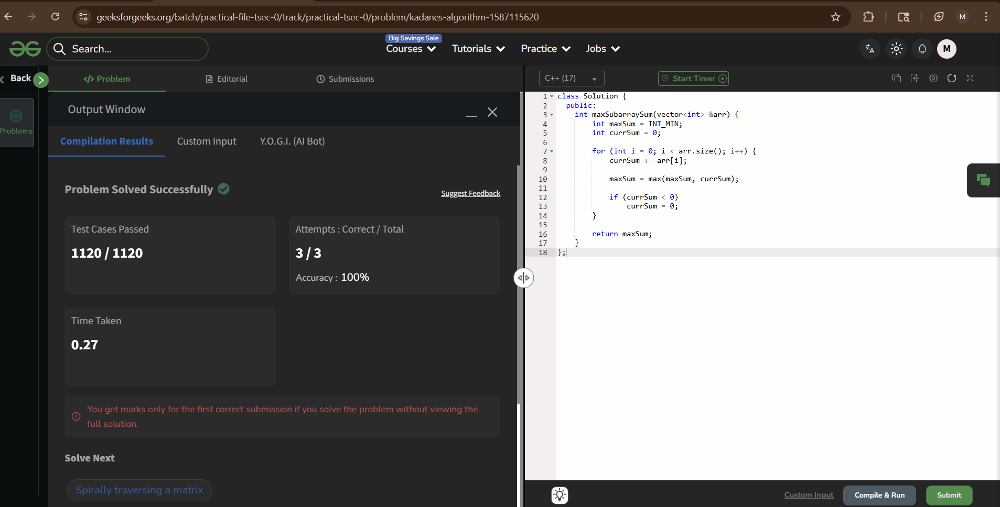 geeksforgeeks.org/batch/practical-file-tsec-0/track/practical-tsec-0/problem/kadanes-algorithm-1587115620
M
Search...
Big Savings Sale
Courses
Tutorials
Practice
Jobs
M
Back
Problem
Editorial
Submissions
C++ (17)
Start Timer
Problems
Output Window
Compilation Results
Custom Input
Y.O.G.I. (AI Bot)
Problem Solved Successfully
Suggest Feedback
Test Cases Passed
1120 / 1120
Attempts : Correct / Total
3 / 3
Accuracy : 100%
Time Taken
0.27
You get marks only for the first correct submission if you solve the problem without viewing the
full solution.
Solve Next
Spirally traversing a matrix
1 class Solution {
2 public:
3 int maxSubarraySum(vector<int> &arr) {
4 int maxSum = INT_MIN;
5 int currSum = 0;
6
7 for (int i = 0; i < arr.size(); i++) {
8 currSum += arr[i];
9
10 maxSum = max(maxSum, currSum);
11
12 if (currSum < 0)
13 currSum = 0;
14 }
15
16 return maxSum;
17 }
18 };
Custom Input
Compile & Run
Submit